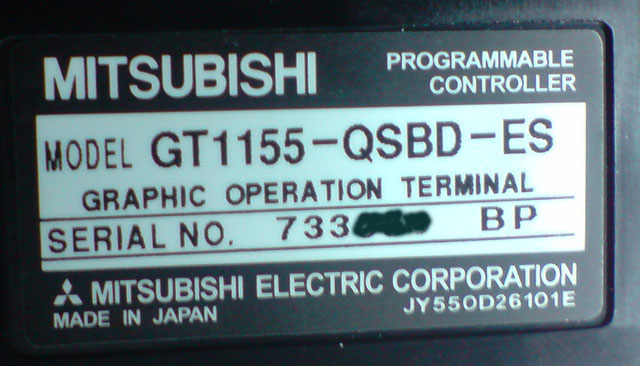 MITSUBISHI
PROGRAMMABLE
CONTROLLER
MODEL GT1155-QSBD-ES
GRAPHIC OPERATION TERMINAL
SERIAL NO. 733 BP
MITSUBISHI ELECTRIC CORPORATION
MADE IN JAPAN
JY550D26101E